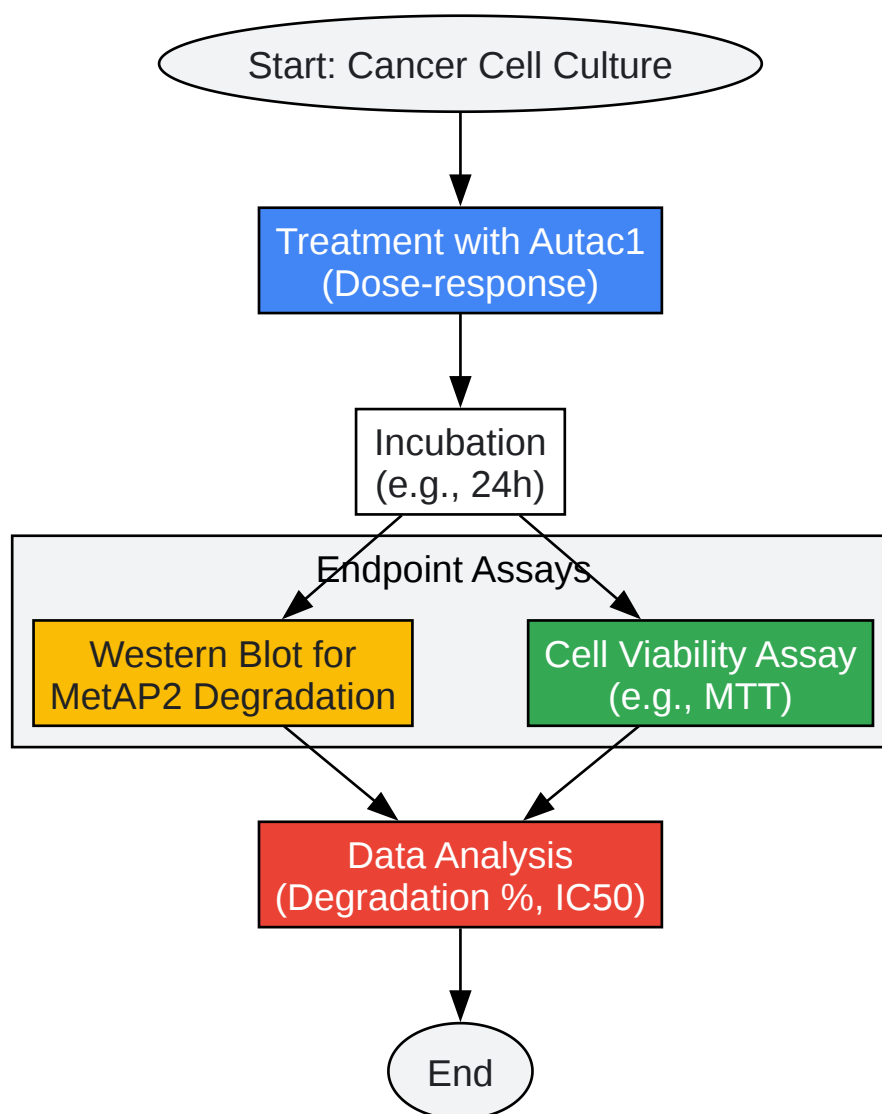 Start: Cancer Cell Culture
Treatment with Autac1
(Dose-response)
Incubation
(e.g., 24h)
Endpoint Assays
Western Blot for
MetAP2 Degradation
Cell Viability Assay
(e.g., MTT)
Data Analysis
(Degradation %, IC50)
End